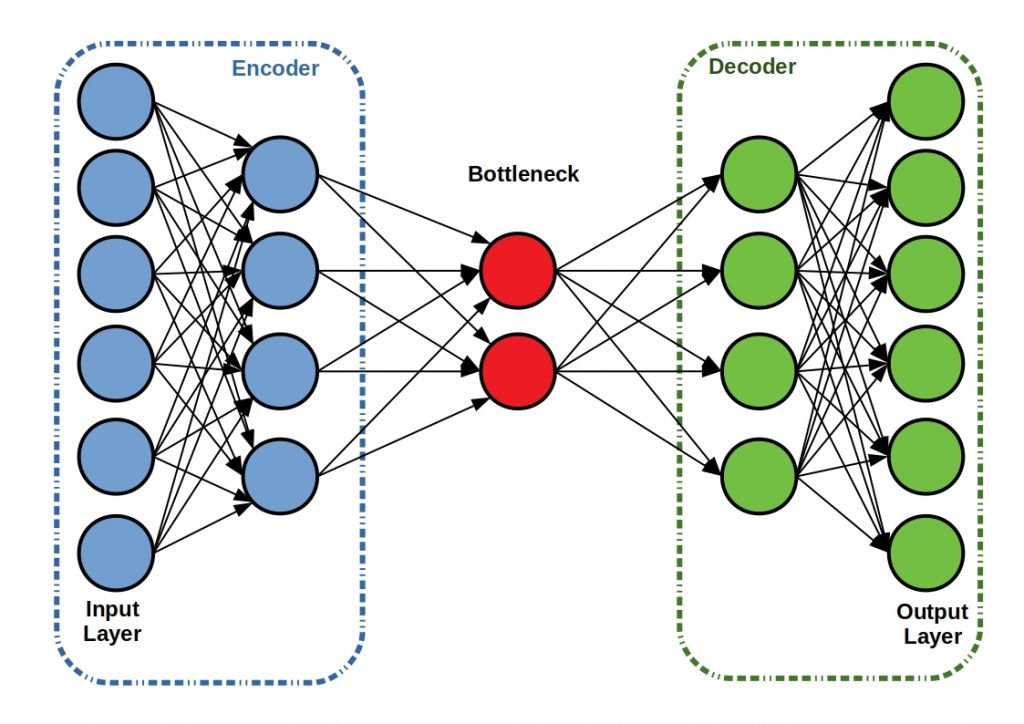 Encoder
Decoder
Bottleneck
Input
Layer
Output
Layer